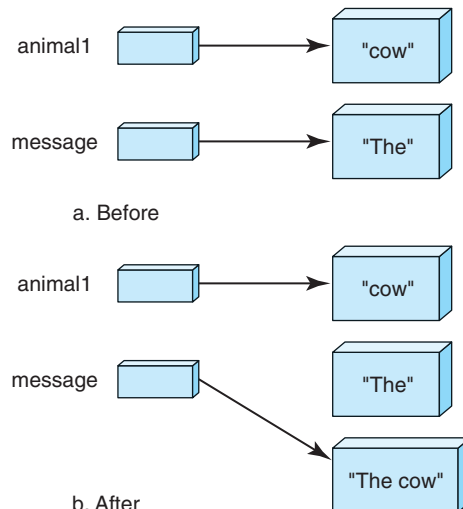 animal1 "cow"
message "The"
a. Before
animal1 "cow"
message "The"
"The cow"
b. After